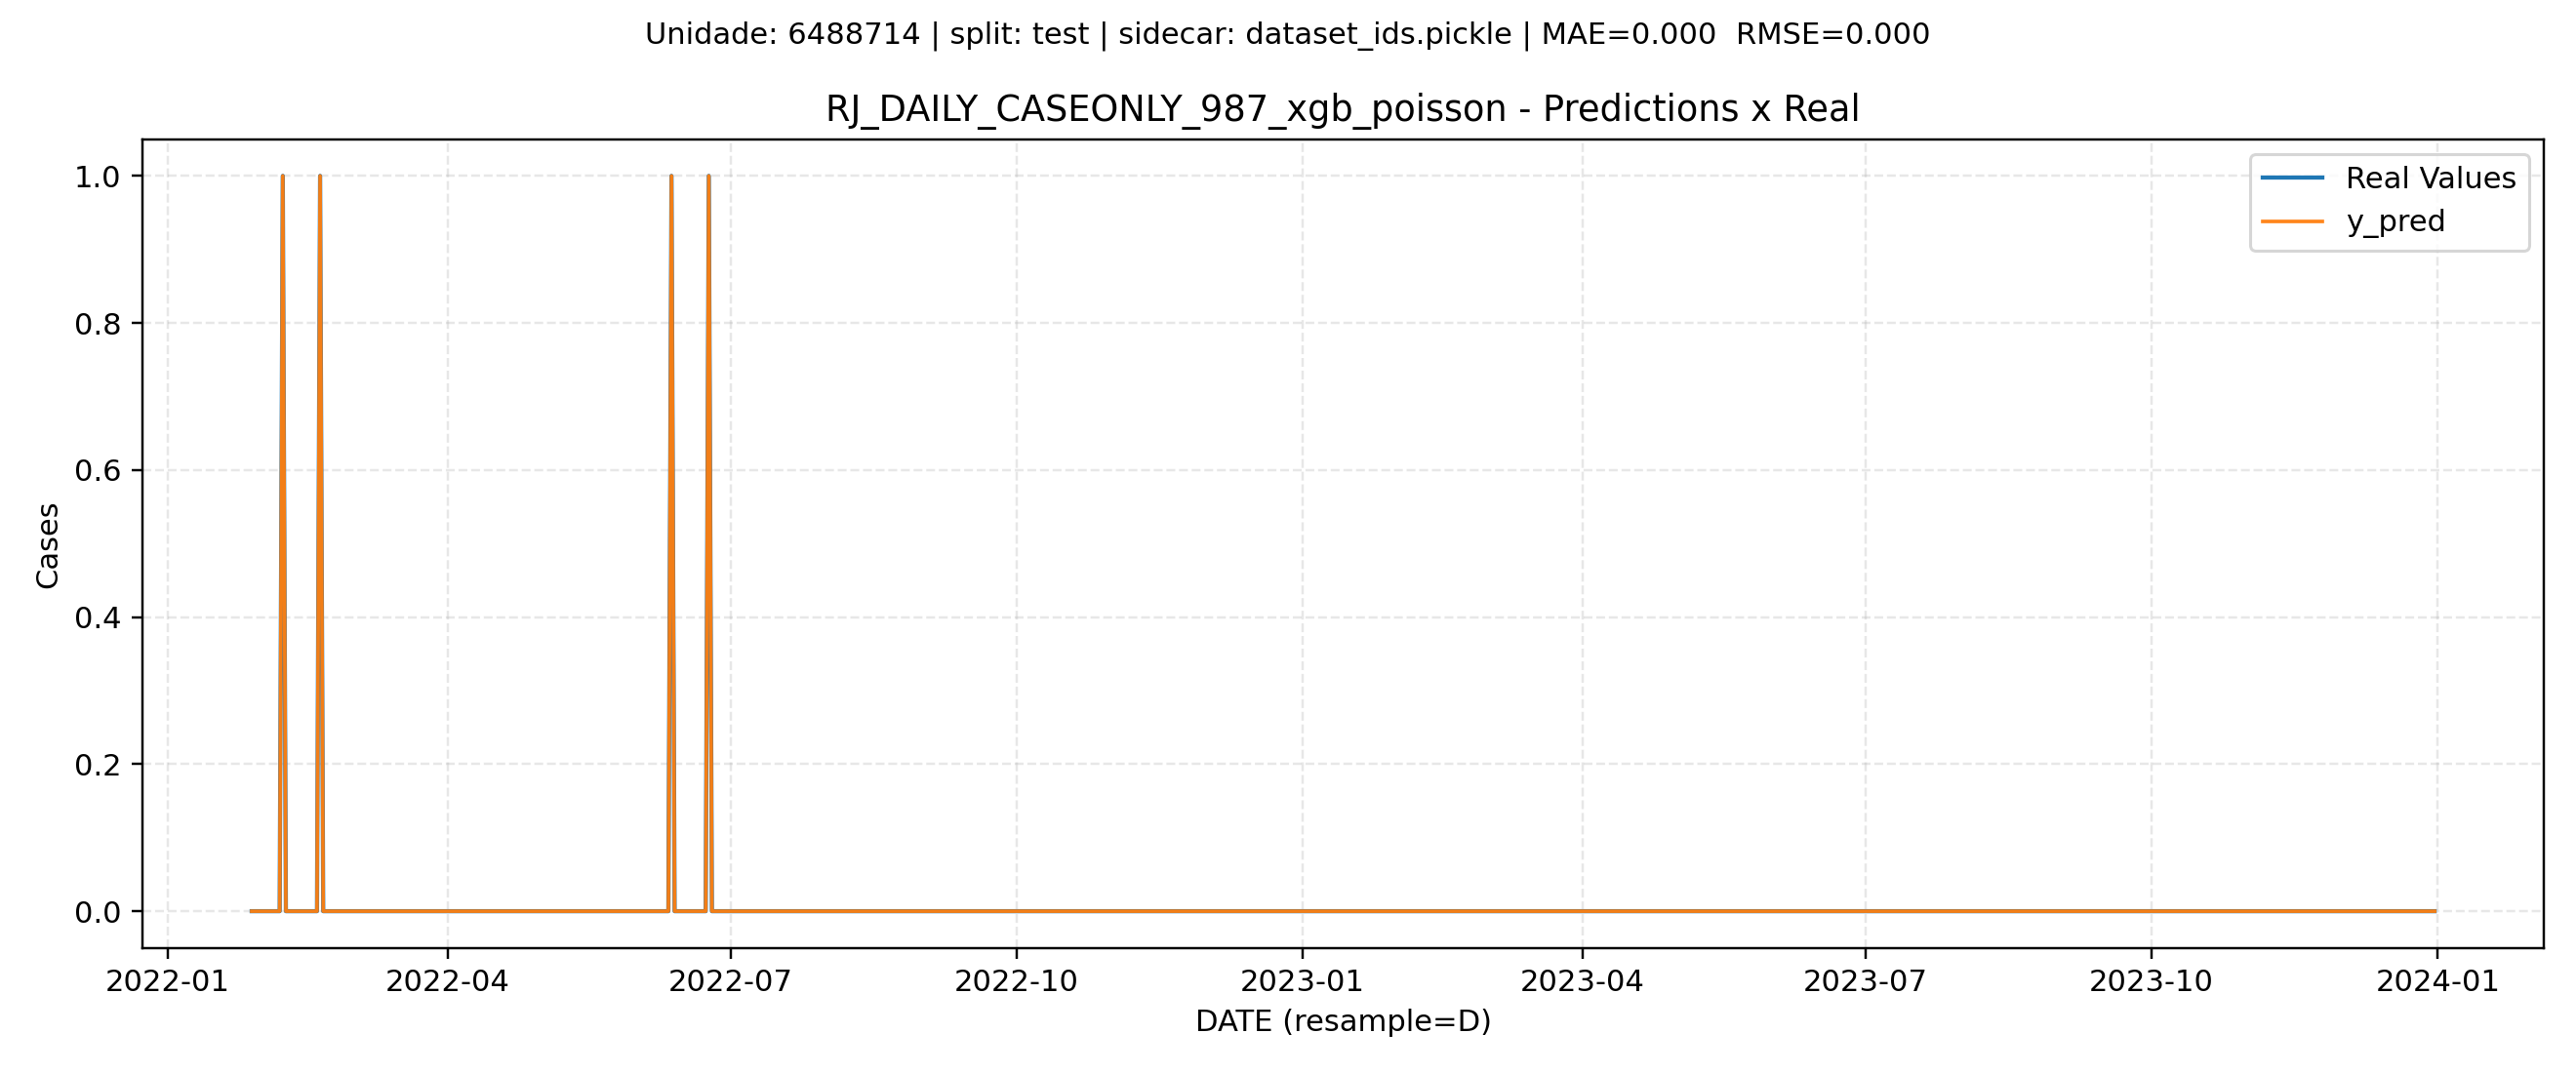 Unidade: 6488714 | split: test | sidecar: dataset_ids.pickle | MAE=0.000  RMSE=0.000
RJ_DAILY_CASEONLY_987_xgb_poisson - Predictions x Real
Real Values
y_pred
Cases
1.0
0.8
0.6
0.4
0.2
0.0
2022-01
2022-04
2022-07
2022-10
2023-01
2023-04
2023-07
2023-10
2024-01
DATE (resample=D)